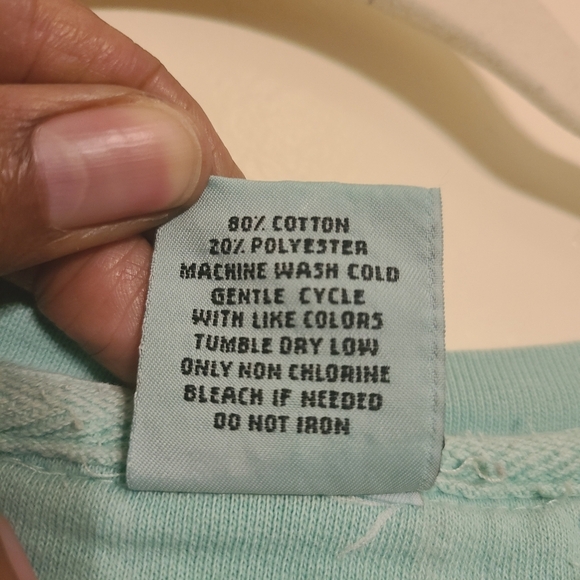 80% COTTON
20% POLYESTER
MACHINE WASH COLD
GENTLE CYCLE
WITH LIKE COLORS
TUMBLE DRY LOW
ONLY NON CHLORINE
BLEACH IF NEEDED
DO NOT IRON